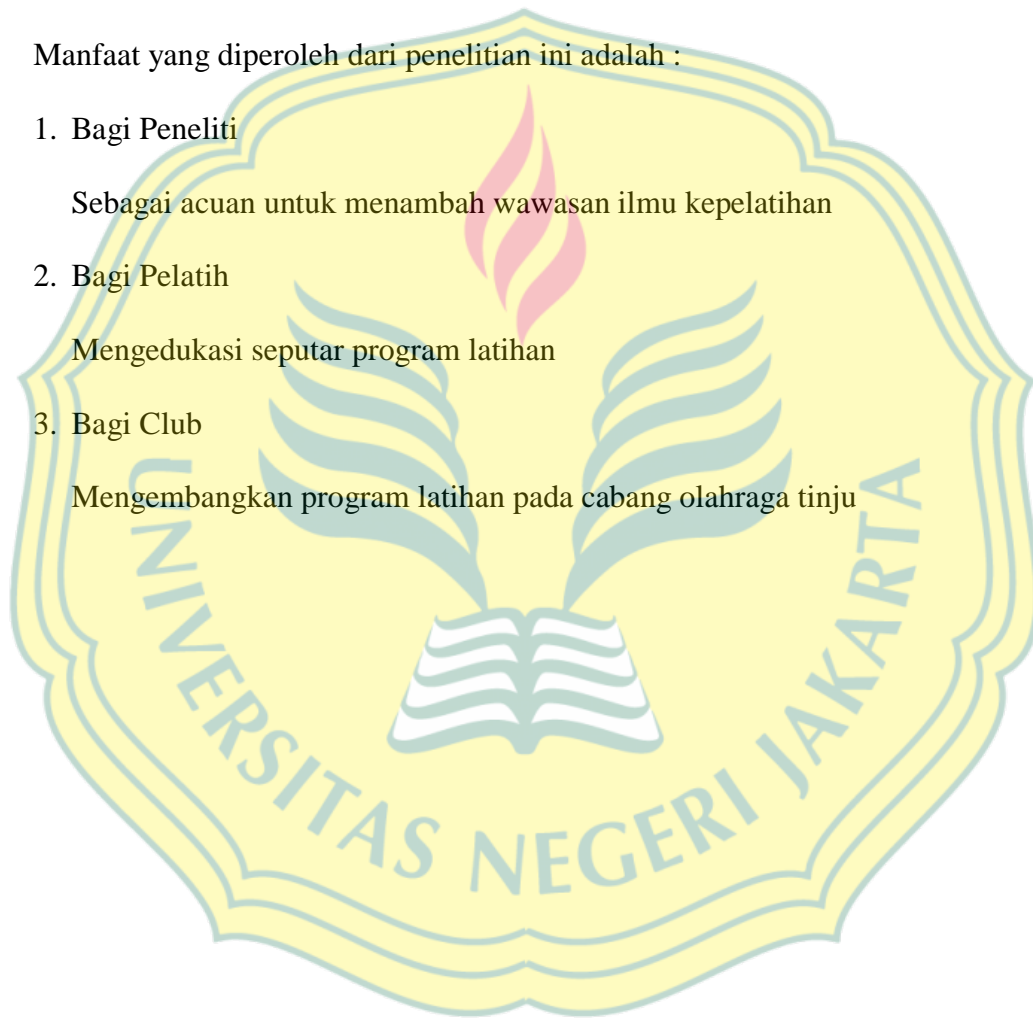 Manfaat yang diperoleh dari penelitian ini adalah :
1. Bagi Peneliti
Sebagai acuan untuk menambah wawasan ilmu kepelatihan
2. Bagi Pelatih
Mengedukasi seputar program latihan
3. Bagi Club
Mengembangkan program latihan pada cabang olahraga tinju
UNIVERSITAS NEGERI JAKARTA